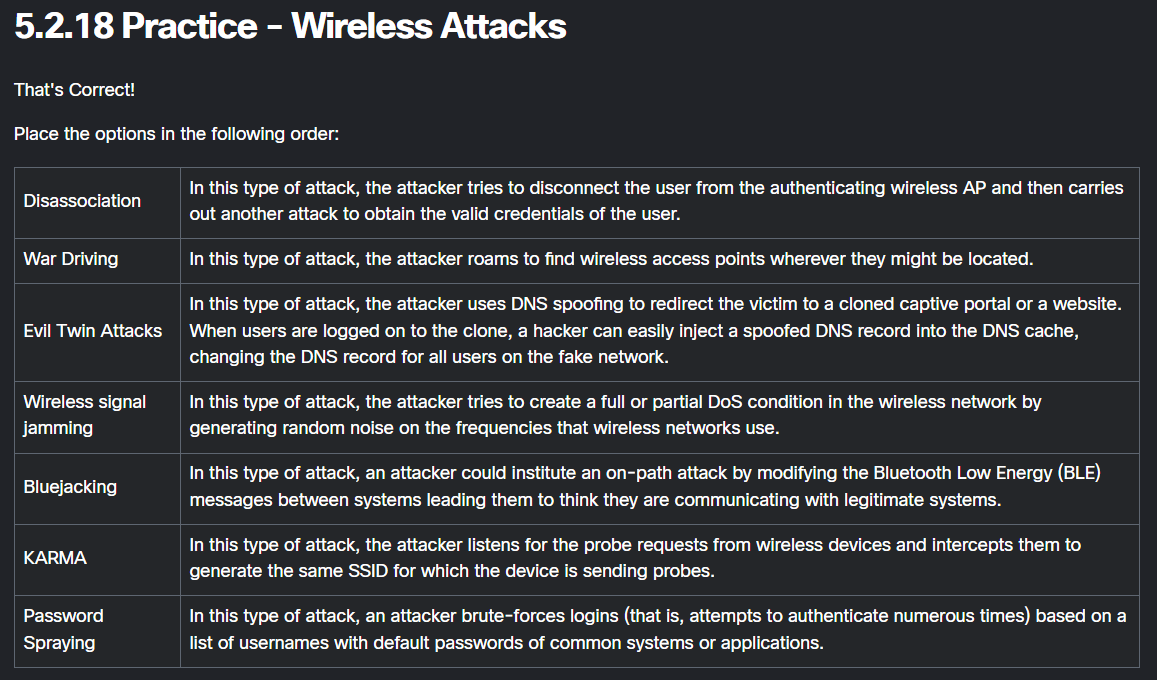 5.2.18 Practice - Wireless Attacks
That's Correct!
Place the options in the following order:
Disassociation
In this type of attack, the attacker tries to disconnect the user from the authenticating wireless AP and then carries
out another attack to obtain the valid credentials of the user.
War Driving
In this type of attack, the attacker roams to find wireless access points wherever they might be located.
Evil Twin Attacks
In this type of attack, the attacker uses DNS spoofing to redirect the victim to a cloned captive portal or a website.
When users are logged on to the clone, a hacker can easily inject a spoofed DNS record into the DNS cache,
changing the DNS record for all users on the fake network.
Wireless signal
jamming
In this type of attack, the attacker tries to create a full or partial DoS condition in the wireless network by
generating random noise on the frequencies that wireless networks use.
Bluejacking
In this type of attack, an attacker could institute an on-path attack by modifying the Bluetooth Low Energy (BLE)
messages between systems leading them to think they are communicating with legitimate systems.
KARMA
In this type of attack, the attacker listens for the probe requests from wireless devices and intercepts them to
generate the same SSID for which the device is sending probes.
Password
Spraying
In this type of attack, an attacker brute-forces logins (that is, attempts to authenticate numerous times) based on a
list of usernames with default passwords of common systems or applications.